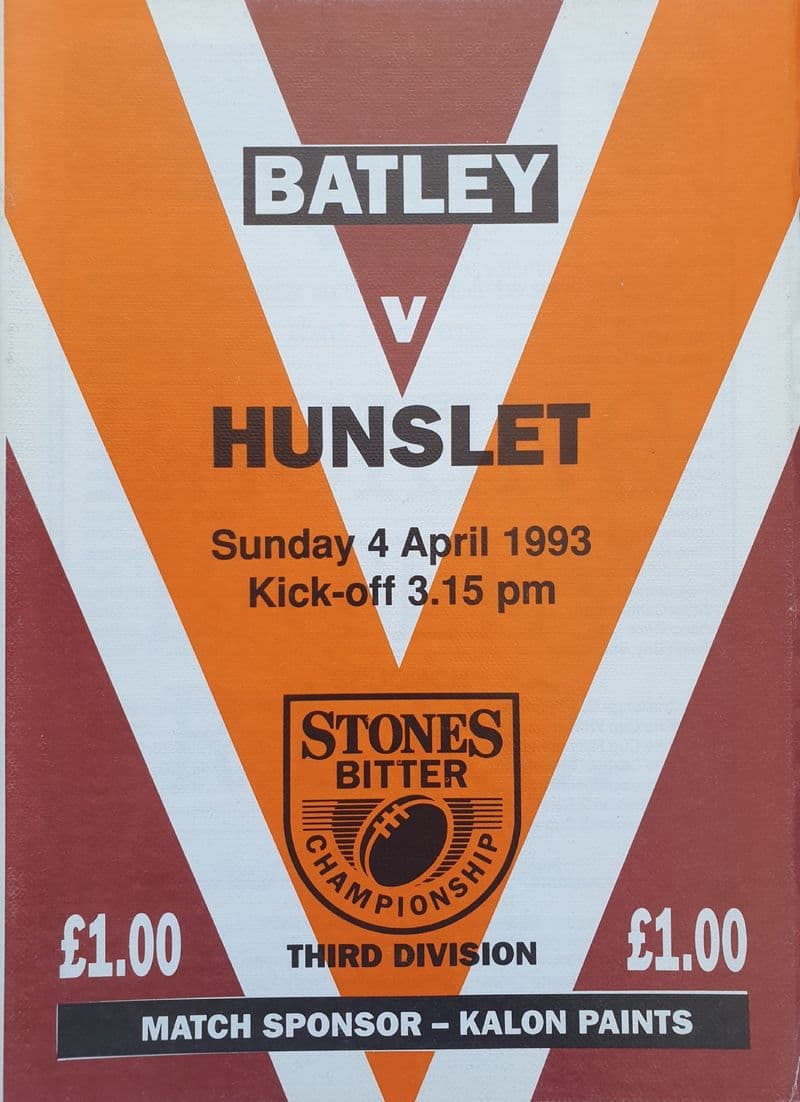 BATLEY
v
HUNSLET
Sunday 4 April 1993
Kick-off 3.15 pm
STONES
BITTER
CHAMPIONSHIP
THIRD DIVISION
£1.00
£1.00
MATCH SPONSOR – KALON PAINTS